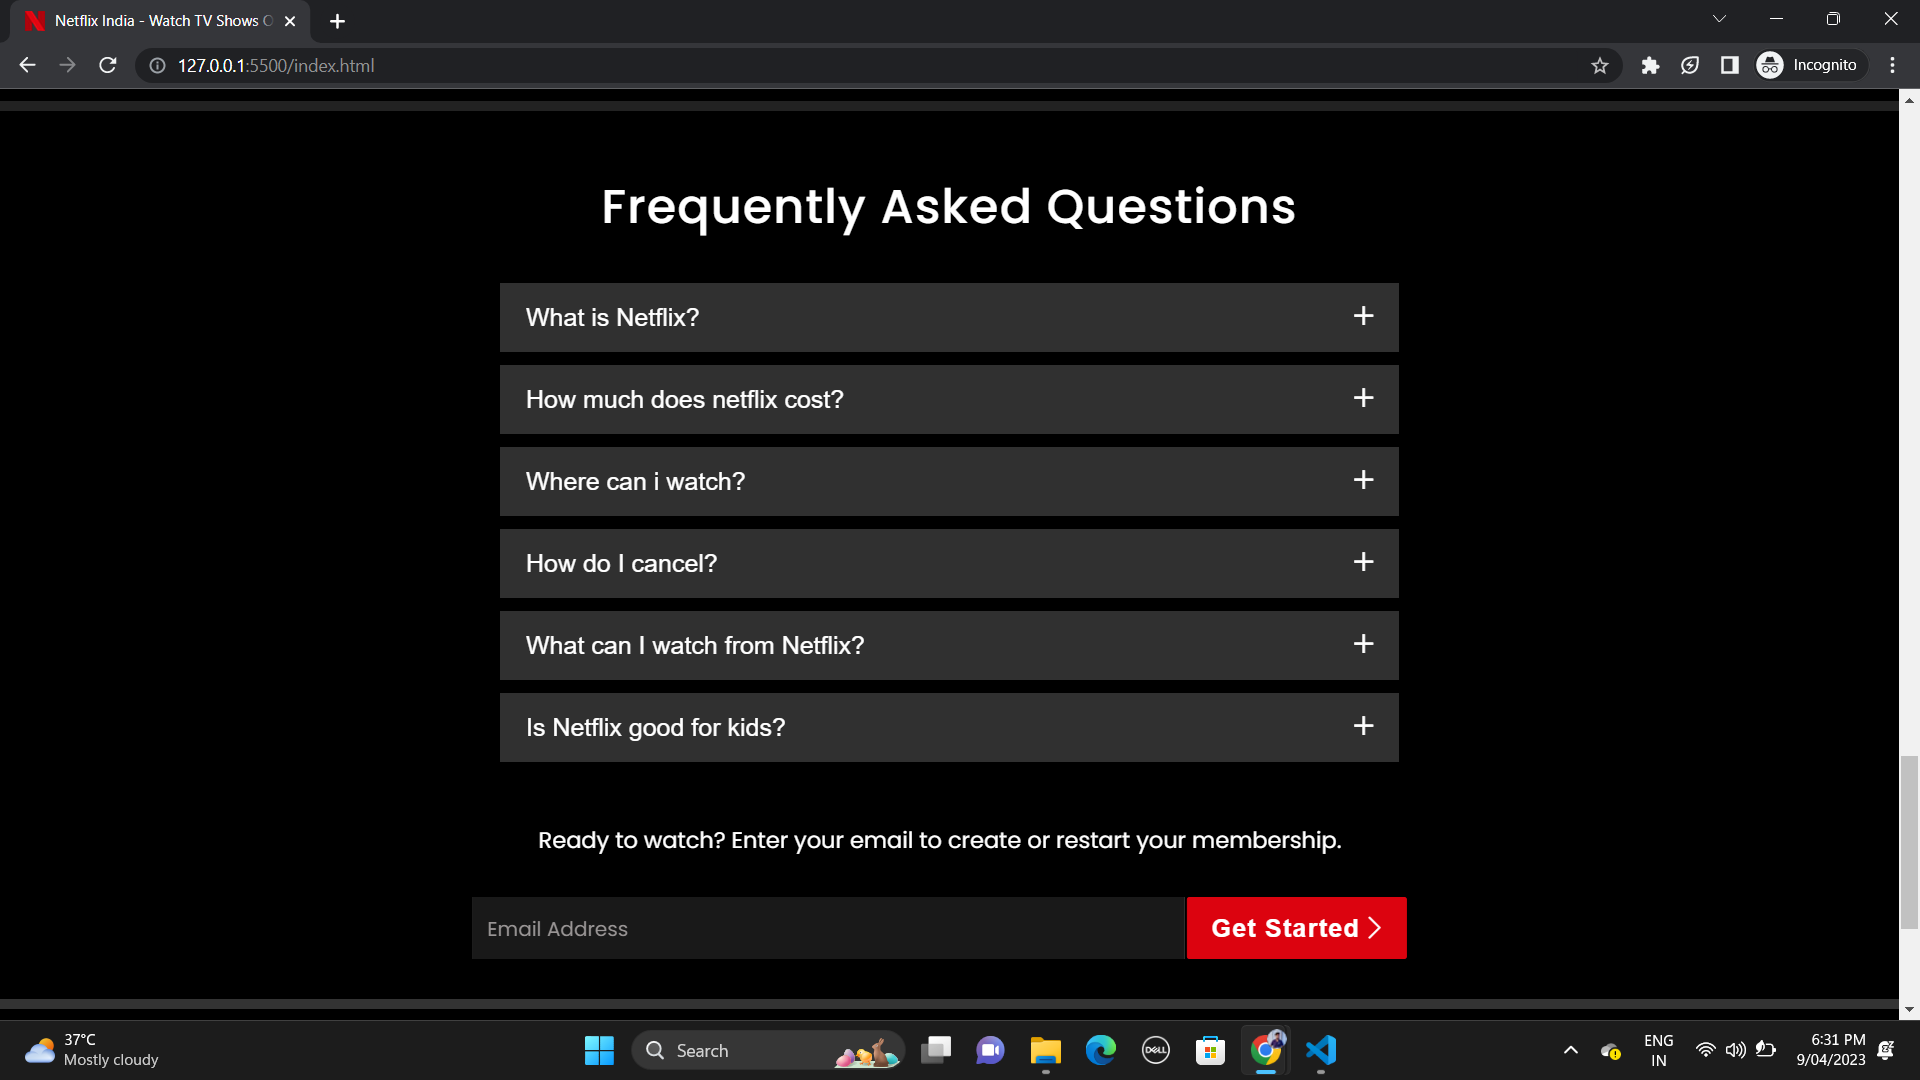 Netflix India - Watch TV Shows O
127.0.0.1:5500/index.html
Incognito
Frequently Asked Questions
What is Netflix? +
How much does netflix cost? +
Where can i watch? +
How do I cancel? +
What can I watch from Netflix? +
Is Netflix good for kids? +
Ready to watch? Enter your email to create or restart your membership.
Email Address
Get Started >
37°C
Mostly cloudy
Search
DELL
ENG
IN
6:31 PM
9/04/2023